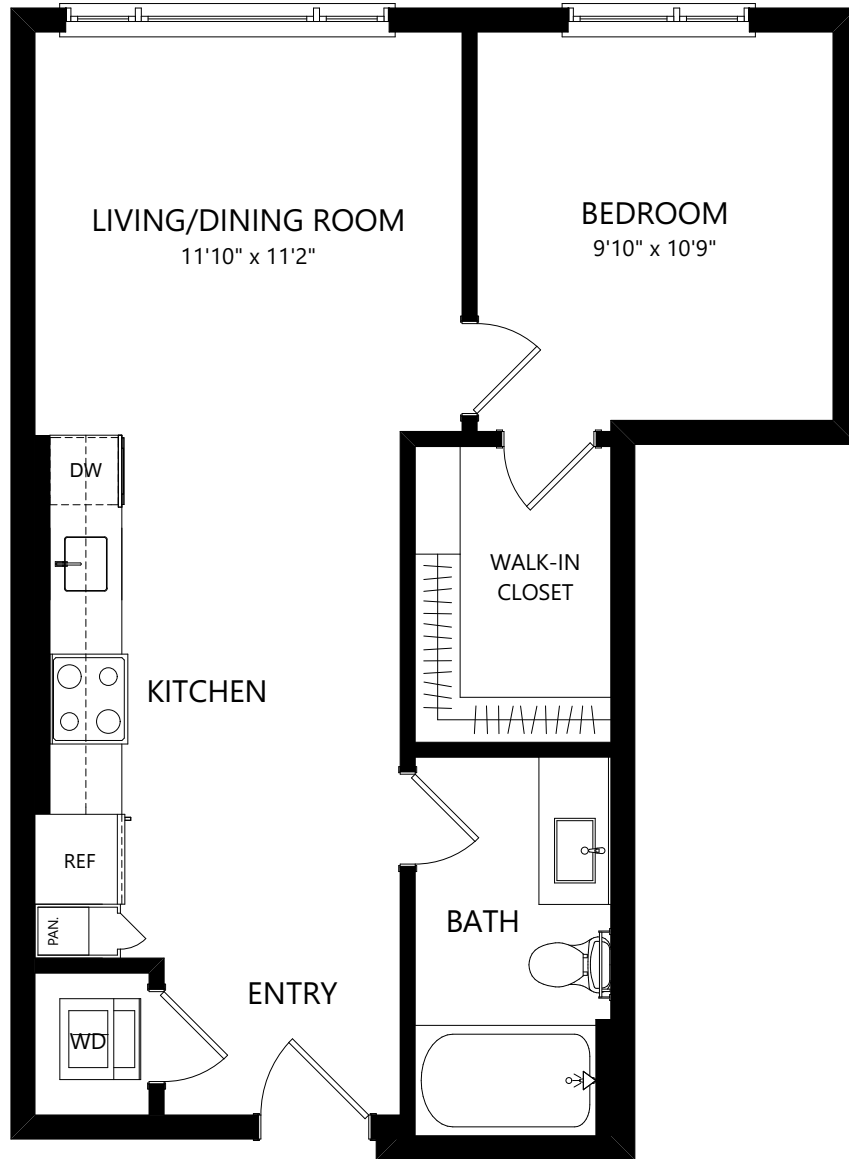 LIVING/DINING ROOM
11'10" x 11'2"
BEDROOM
9'10" x 10'9"
DW
WALK-IN
CLOSET
KITCHEN
REF
PAN.
BATH
ENTRY
WD